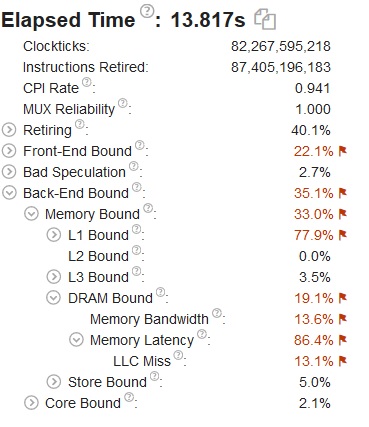 Elapsed Time ?: 13.817s
Clockticks: 82,267,595,218
Instructions Retired: 87,405,196,183
CPI Rate ?: 0.941
MUX Reliability ?: 1.000
Retiring ?: 40.1%
Front-End Bound ?: 22.1%
Bad Speculation ?: 2.7%
Back-End Bound ?: 35.1%
Memory Bound ?: 33.0%
L1 Bound ?: 77.9%
L2 Bound ?: 0.0%
L3 Bound ?: 3.5%
DRAM Bound ?: 19.1%
Memory Bandwidth ?: 13.6%
Memory Latency ?: 86.4%
LLC Miss ?: 13.1%
Store Bound ?: 5.0%
Core Bound ?: 2.1%